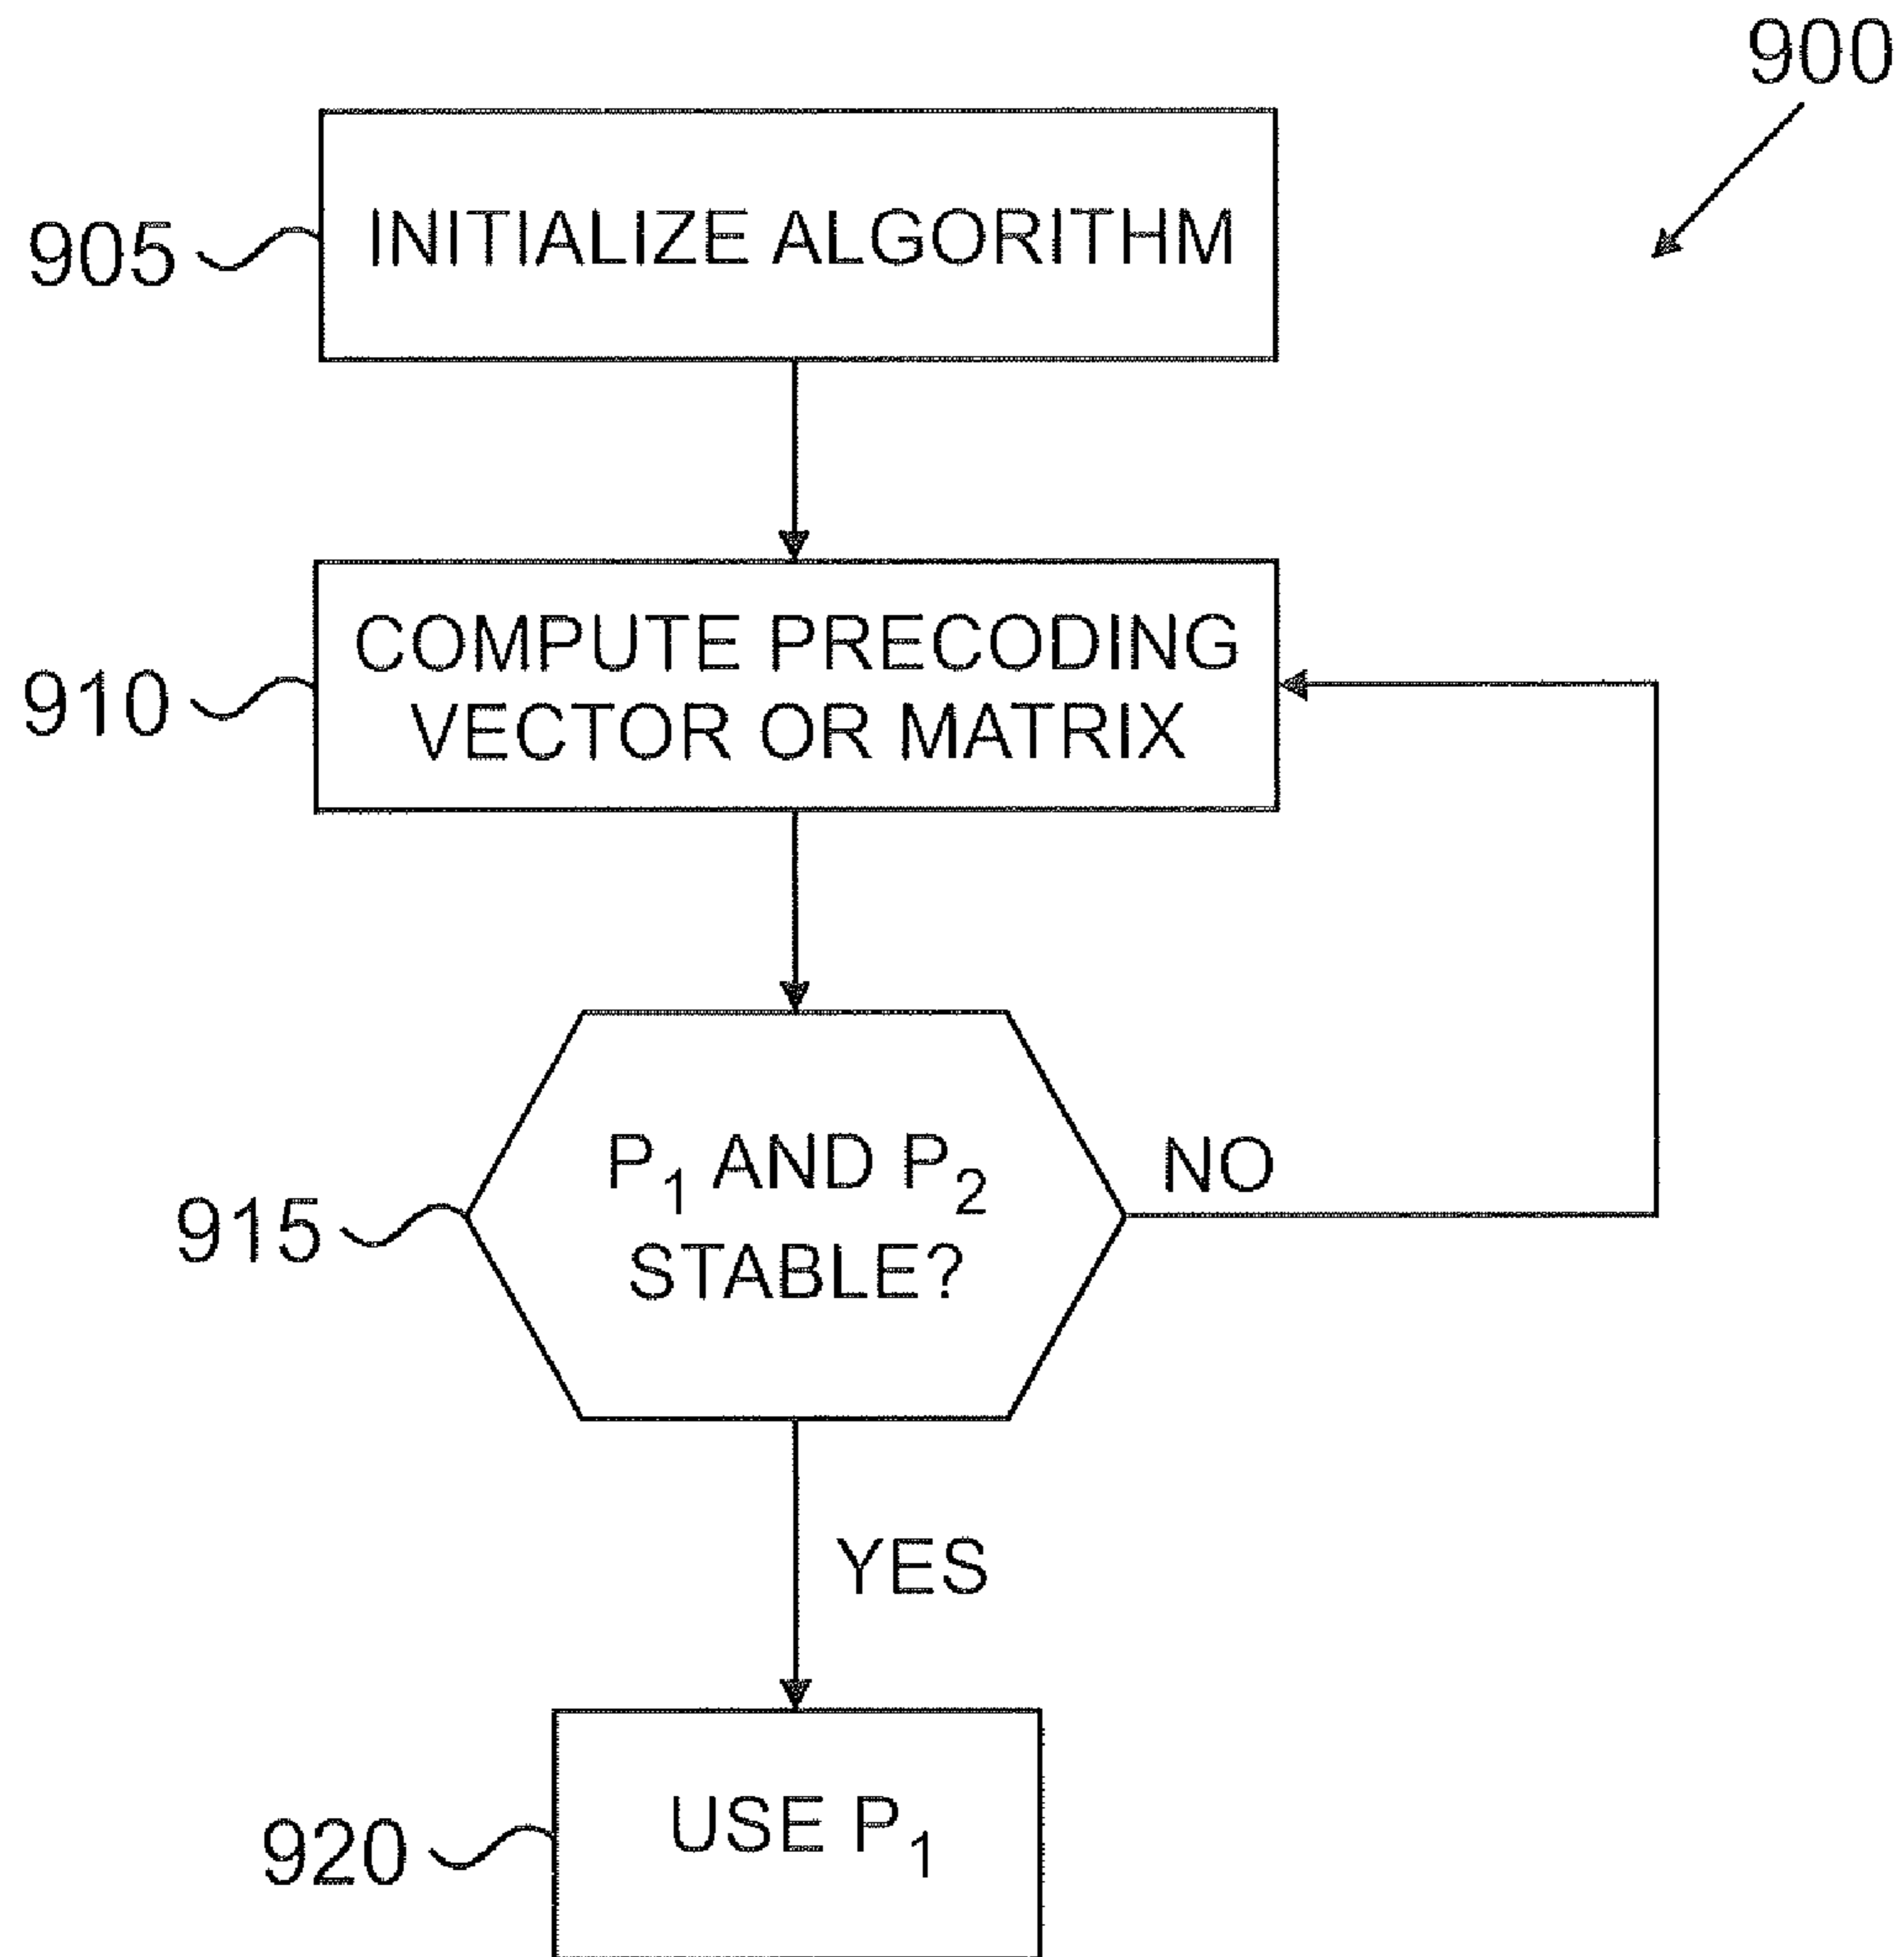 900
905
INITIALIZE ALGORITHM
910
COMPUTE PRECODING
VECTOR OR MATRIX
915
P₁ AND P₂
STABLE?
NO
YES
920
USE P₁